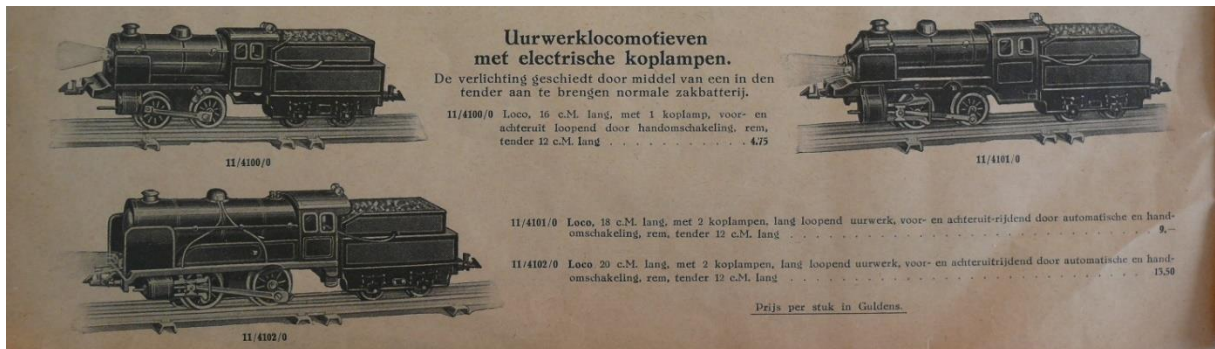 Uurwerklocomotieven
met electrische koplampen.
De verlichting geschiedt door middel van een in den
tender aan te brengen normale zakbatterij.
11/4100/0 Loco, 16 c.M. lang, met 1 koplamp, voor- en
achteruit loopend door handomschakeling, rem,
tender 12 c.M. lang . . . . . . . . . . . 4.75
11/4100/0
11/4101/0
11/4101/0 Loco, 18 c.M. lang, met 2 koplampen, lang loopend uurwerk, voor- en achteruit-rijdend door automatische en hand-
omschakeling, rem, tender 12 c.M. lang . . . . . . . . . . . . . . . . . . . . . . . . . . . 9.—
11/4102/0 Loco 20 c.M. lang, met 2 koplampen, lang loopend uurwerk, voor- en achteruitrijdend door automatische en hand-
omschakeling, rem, tender 12 c.M. lang . . . . . . . . . . . . . . . . . . . . . . . . . . . 13,50
Prijs per stuk in Guldens.
11/4102/0